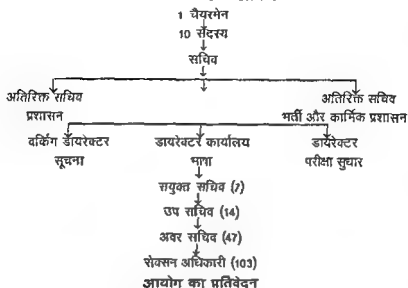 1 चैयरमेन
10 सदस्य
सचिव
अतिरिक्त सचिव
प्रशासन
अतिरिक्त सचिव
भर्ती और कार्मिक प्रशासन
वर्किंग डॉयरेक्टर
सूचना
डायरेक्टर कार्यालय
भाषा
डायरेक्टर
परीक्षा सुधार
सयुक्त सचिव (7)
उप सचिव (14)
अवर सचिव (47)
सेक्सन अधिकारी (103)
आयोग का प्रतिवेदन